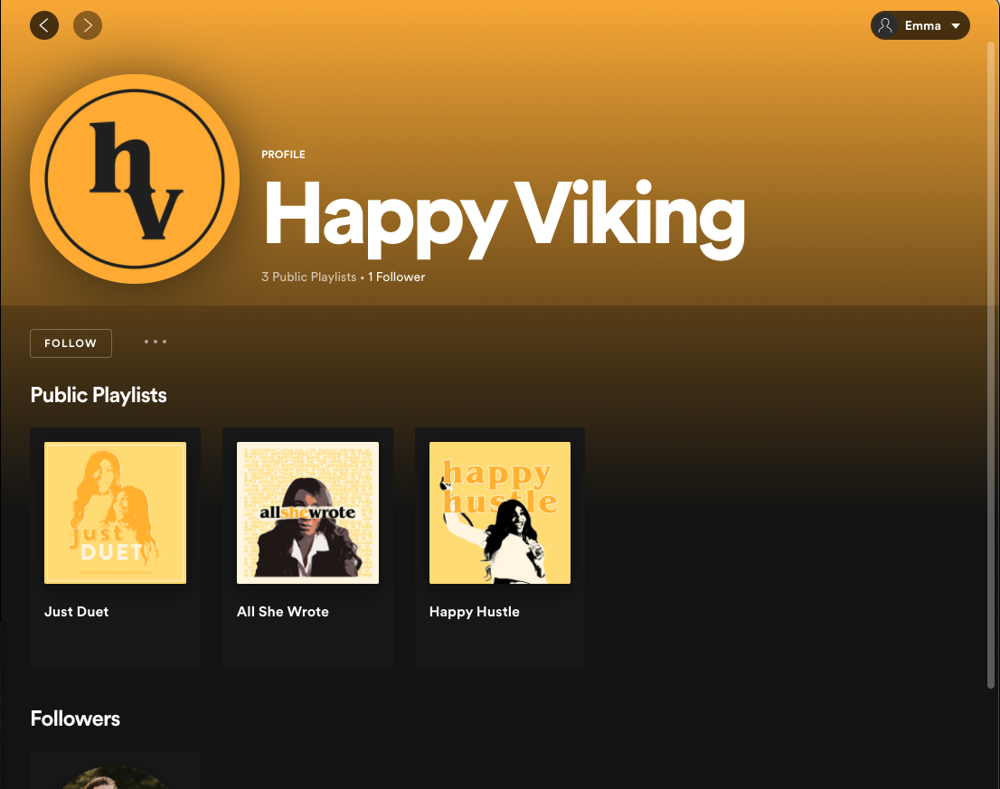 Emma
hv
PROFILE
Happy Viking
3 Public Playlists • 1 Follower
FOLLOW
Public Playlists
just
DUET
allshewrote
happy
hustle
Just Duet
All She Wrote
Happy Hustle
Followers